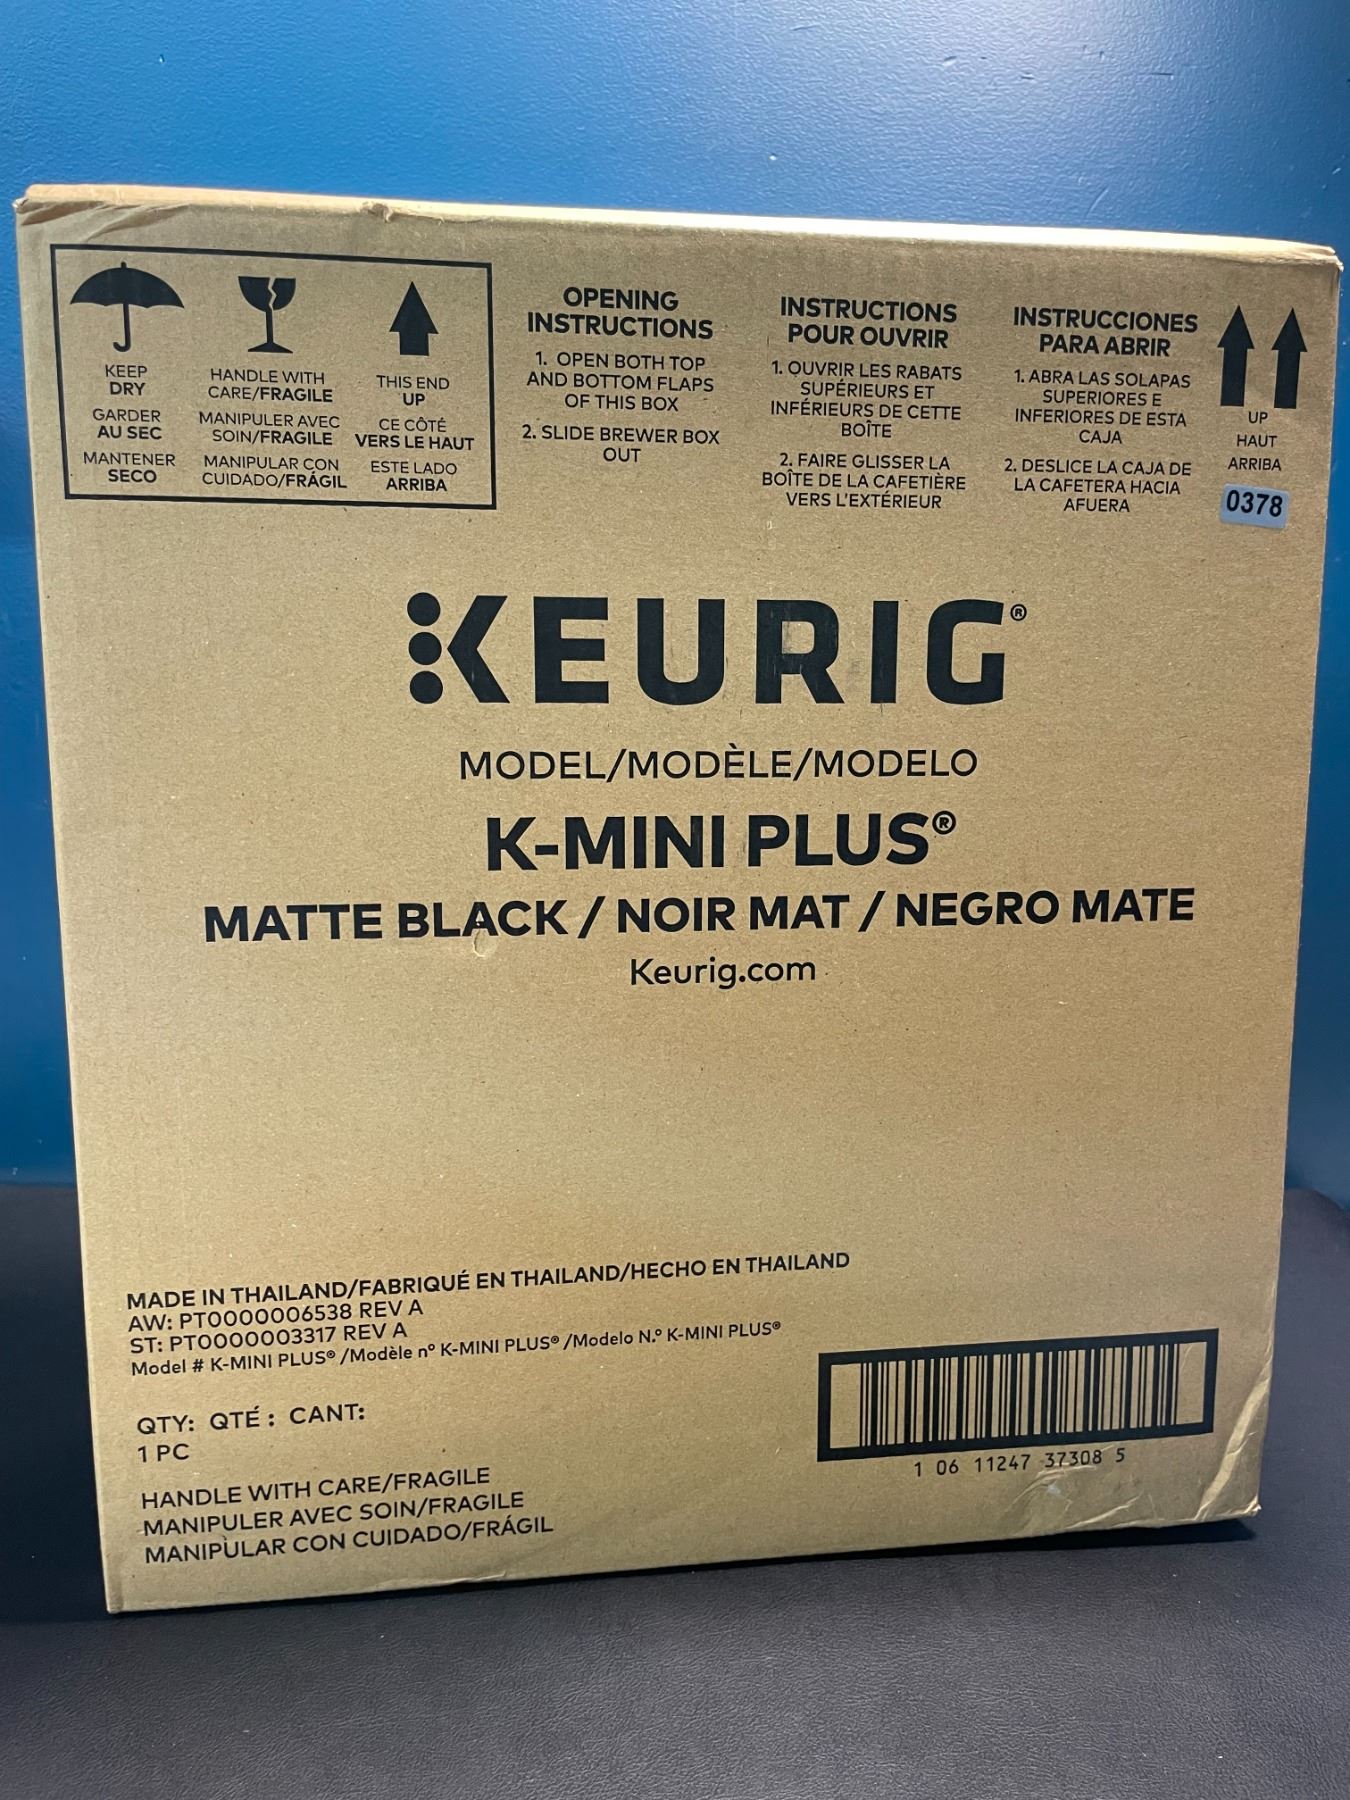 KEEP
DRY
GARDER
AU SEC
MANTENER
SECO
HANDLE WITH
CARE/FRAGILE
MANIPULER AVEC
SOIN/FRAGILE
MANIPULAR CON
CUIDADO/FRÁGIL
THIS END
UP
CE CÔTÉ
VERS LE HAUT
ESTE LADO
ARRIBA
OPENING
INSTRUCTIONS
1. OPEN BOTH TOP
AND BOTTOM FLAPS
OF THIS BOX
2. SLIDE BREWER BOX
OUT
INSTRUCTIONS
POUR OUVRIR
1. OUVRIR LES RABATS
SUPÉRIEURS ET
INFÉRIEURS DE CETTE
BOÎTE
2. FAIRE GLISSER LA
BOÎTE DE LA CAFETIÈRE
VERS L'EXTÉRIEUR
INSTRUCCIONES
PARA ABRIR
1. ABRA LAS SOLAPAS
SUPERIORES E
INFERIORES DE ESTA
CAJA
2. DESLICE LA CAJA DE
LA CAFETERA HACIA
AFUERA
UP
HAUT
ARRIBA
0378
KEURIG®
MODEL/MODÈLE/MODELO
K-MINI PLUS®
MATTE BLACK / NOIR MAT / NEGRO MATE
Keurig.com
MADE IN THAILAND/FABRIQUÉ EN THAILAND/HECHO EN THAILAND
AW: PT0000006538 REV A
ST: PT0000003317 REV A
Model # K-MINI PLUS® /Modèle nº K-MINI PLUS® /Modelo N.º K-MINI PLUS®
QTY: QTÉ : CANT:
1 PC
HANDLE WITH CARE/FRAGILE
MANIPULER AVEC SOIN/FRAGILE
MANIPULAR CON CUIDADO/FRÁGIL
1 06 11247 37308 5